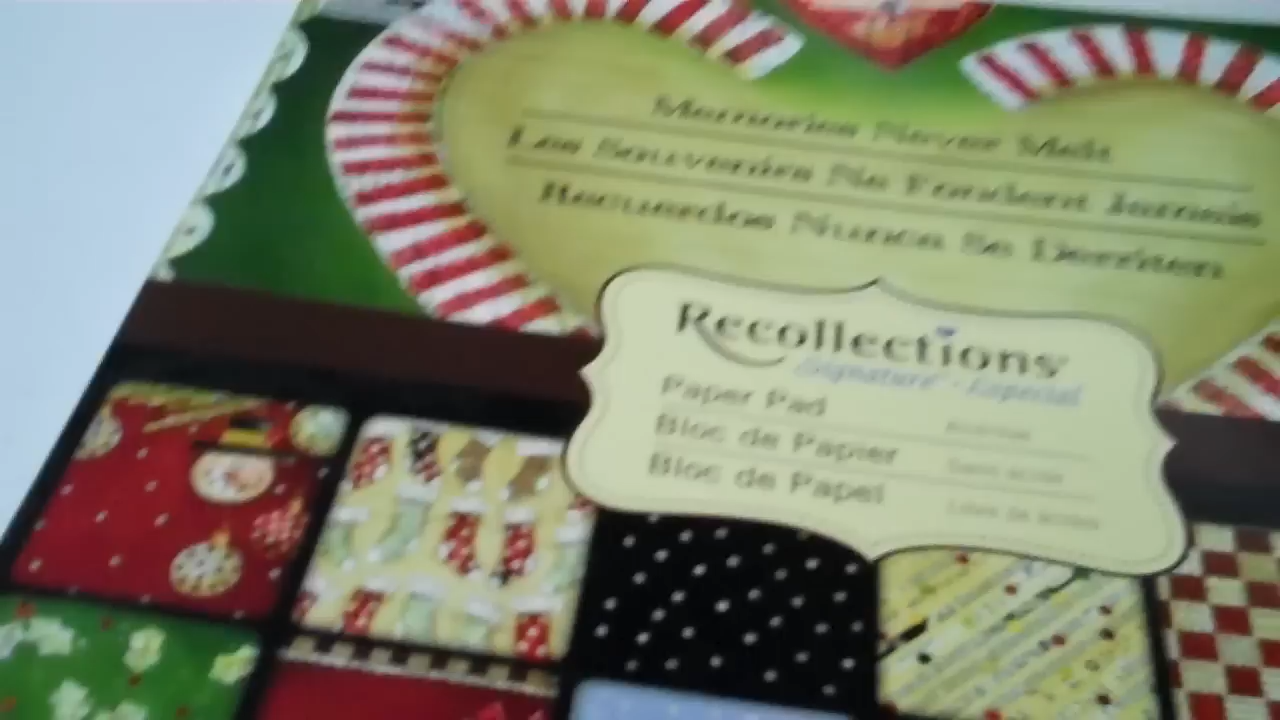 Memories Never Melt
Les Souvenirs Ne Fondent Jamais
Recuerdos Nunca Se Derriten
Recollections
Signature - Especial
Paper Pad
Bloc de Papier
Bloc de Papel